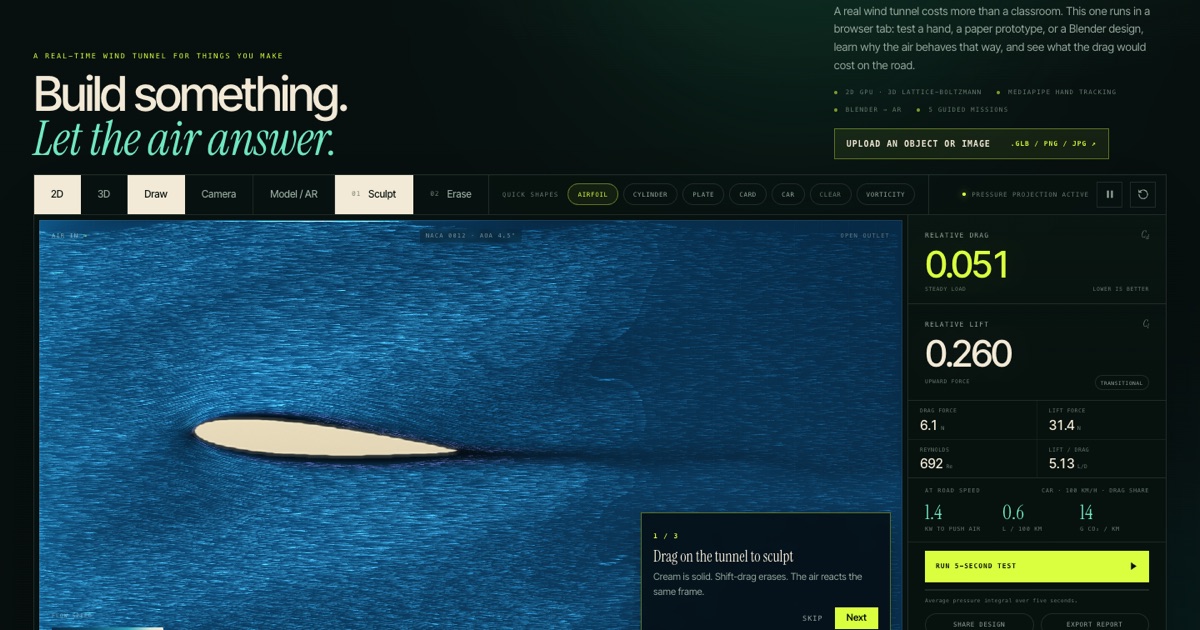 A real wind tunnel costs more than a classroom. This one runs in a
browser tab: test a hand, a paper prototype, or a Blender design,
learn why the air behaves that way, and see what the drag would
cost on the road.
A REAL-TIME WIND TUNNEL FOR THINGS YOU MAKE
Build something.
Let the air answer.
2D GPU · 3D LATTICE-BOLTZMANN
MEDIAPIPE HAND TRACKING
BLENDER → AR
5 GUIDED MISSIONS
UPLOAD AN OBJECT OR IMAGE .GLB / PNG / JPG ↗
2D 3D Draw Camera Model / AR 01 Sculpt 02 Erase QUICK SHAPES AIRFOIL CYLINDER PLATE CARD CAR CLEAR VORTICITY PRESSURE PROJECTION ACTIVE
AIR IN →
NACA 0012 · AOA 4.5°
OPEN OUTLET
RELATIVE DRAG
0.051
STEADY LOAD LOWER IS BETTER
RELATIVE LIFT
0.260
UPWARD FORCE TRANSITIONAL
DRAG FORCE LIFT FORCE
6.1 N 31.4 N
REYNOLDS LIFT / DRAG
692 Re 5.13 L/D
AT ROAD SPEED CAR · 100 KM/H · DRAG SHARE
1.4 0.6 14
KW TO PUSH AIR L / 100 KM G CO₂ / KM
1 / 3
Drag on the tunnel to sculpt
Cream is solid. Shift-drag erases. The air reacts the
same frame.
SKIP Next
RUN 5-SECOND TEST
Average pressure integral over five seconds.
SHARE DESIGN EXPORT REPORT